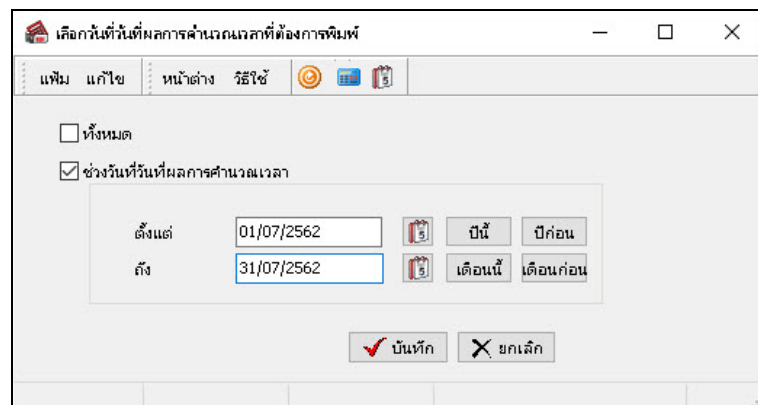 เลือกวันที่วันที่ผลการคำนวณเวลาที่ต้องการพิมพ์
แฟ้ม แก้ไข หน้าต่าง วิธีใช้
ทั้งหมด
ช่วงวันที่วันที่ผลการคำนวณเวลา
ตั้งแต่ 01/07/2562 ปีนี้ ปีก่อน
ถึง 31/07/2562 เดือนนี้ เดือนก่อน
บันทึก ยกเลิก